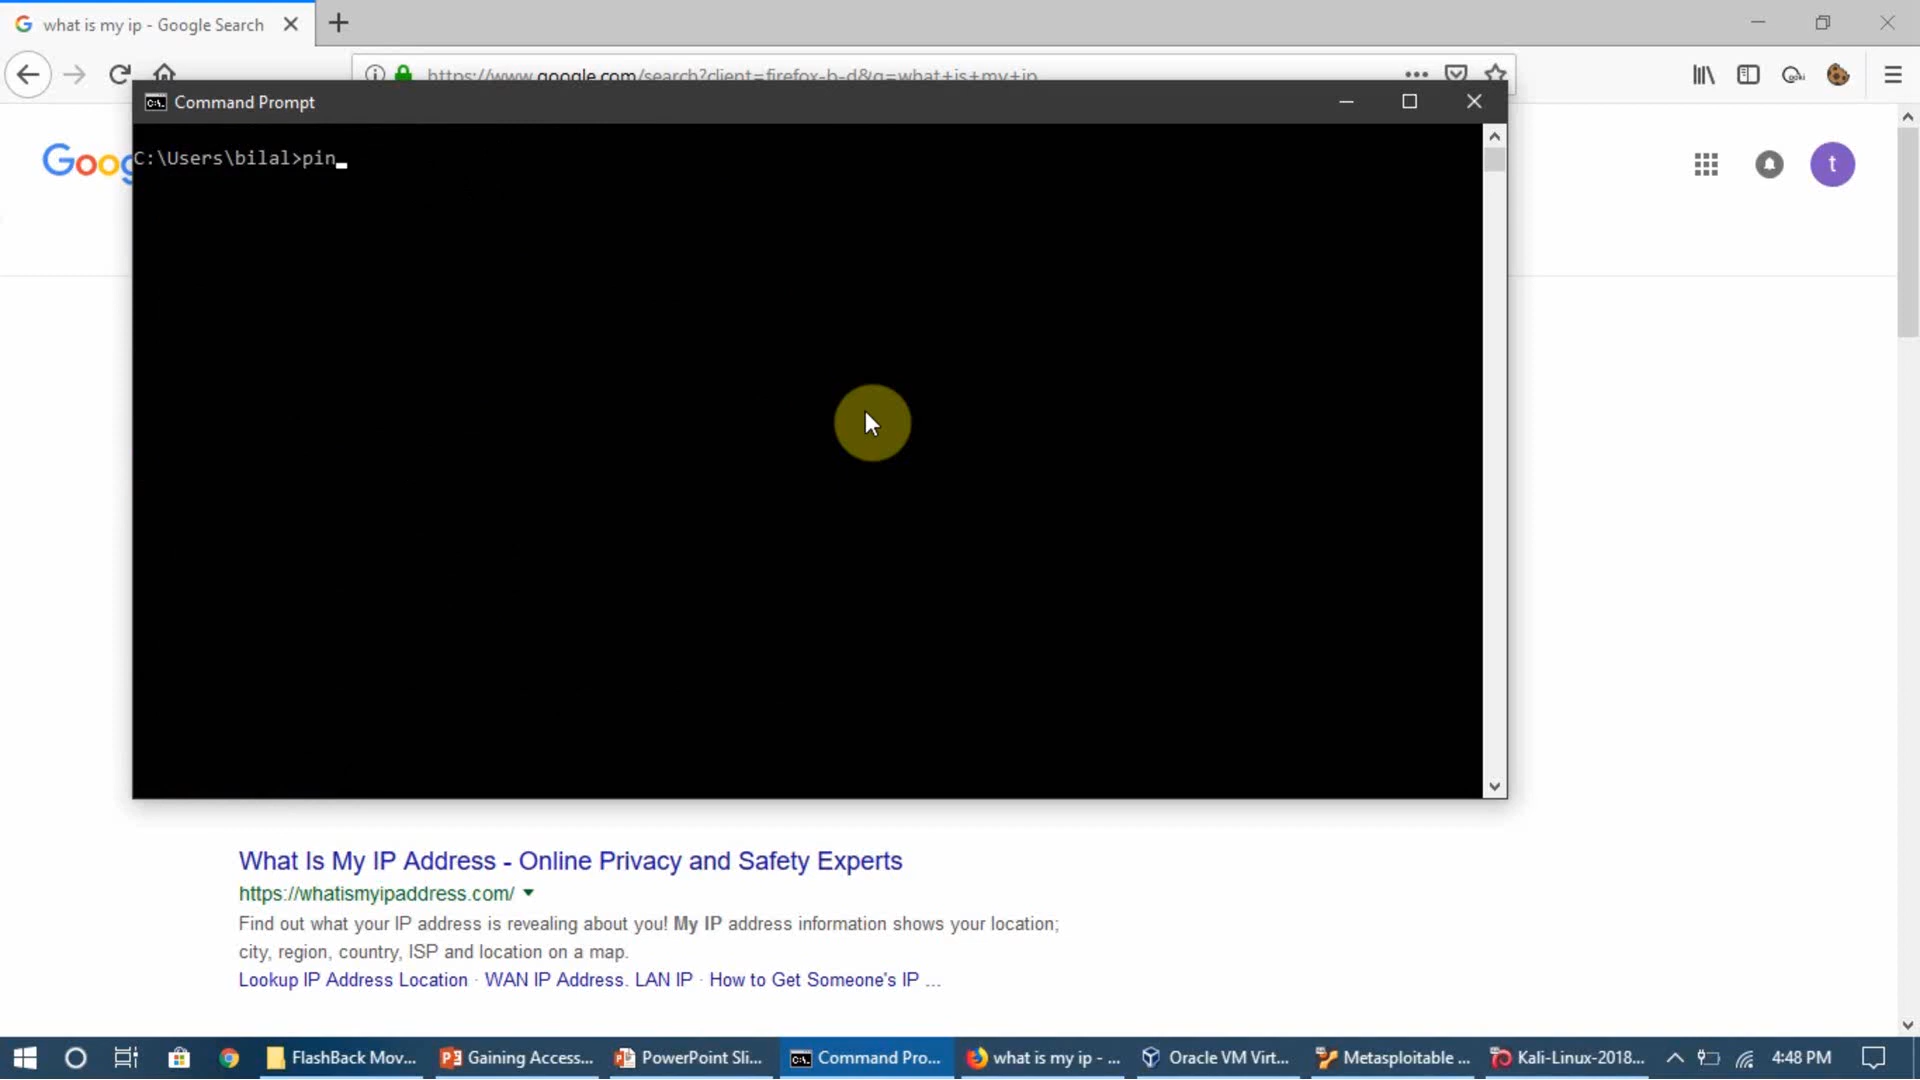 what is my ip - Google Search
https://www.google.com/search?client=firefox-b-d&q=what+is+my+ip
Command Prompt
C:\Users\bilal>pin
Goo
t
What Is My IP Address - Online Privacy and Safety Experts
https://whatismyipaddress.com/
Find out what your IP address is revealing about you! My IP address information shows your location;
city, region, country, ISP and location on a map.
Lookup IP Address Location · WAN IP Address. LAN IP · How to Get Someone's IP ...
FlashBack Mov... Gaining Access... PowerPoint Sli... Command Pro... what is my ip - ... Oracle VM Virt... Metasploitable ... Kali-Linux-2018... 4:48 PM